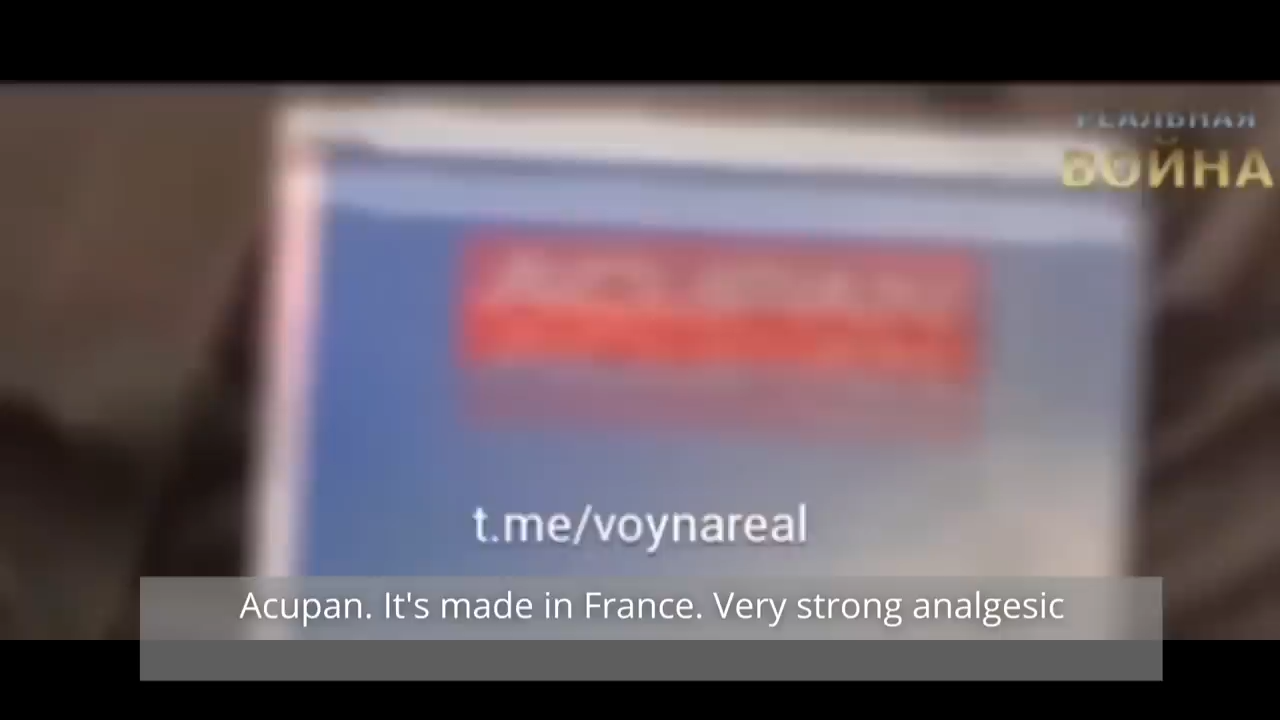 РЕАЛЬНАЯ
ВОЙНА
t.me/voynareal
Acupan. It's made in France. Very strong analgesic